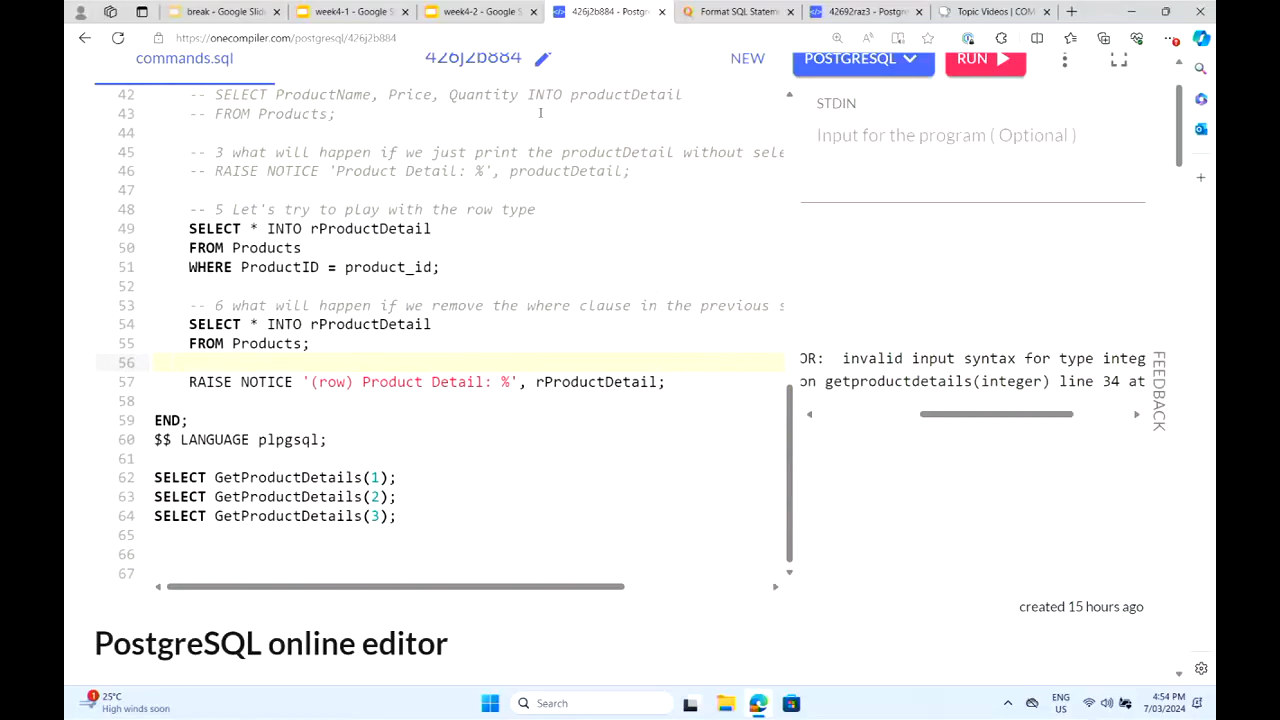 break - Google Slide
week4-1 - Google S
week4-2 - Google S
426j2b884 - Postgr
Format SQL Statem
42692raz3 - Postgre
Topic Videos | COM
https://onecompiler.com/postgresql/426j2b884
commands.sql
426j2b884
NEW
POSTGRESQL
RUN
42 -- SELECT ProductName, Price, Quantity INTO productDetail
43 -- FROM Products;
44
45 -- 3 what will happen if we just print the productDetail without sele
46 -- RAISE NOTICE 'Product Detail: %', productDetail;
47
48 -- 5 Let's try to play with the row type
49 SELECT * INTO rProductDetail
50 FROM Products
51 WHERE ProductID = product_id;
52
53 -- 6 what will happen if we remove the where clause in the previous s
54 SELECT * INTO rProductDetail
55 FROM Products;
56
57 RAISE NOTICE '(row) Product Detail: %', rProductDetail;
58
59 END;
60 $$ LANGUAGE plpgsql;
61
62 SELECT GetProductDetails(1);
63 SELECT GetProductDetails(2);
64 SELECT GetProductDetails(3);
65
66
67
STDIN
Input for the program ( Optional )
OR: invalid input syntax for type integ
on getproductdetails(integer) line 34 at
FEEDBACK
created 15 hours ago
PostgreSQL online editor
1
25°C
High winds soon
Search
ENG
US
4:54 PM
7/03/2024